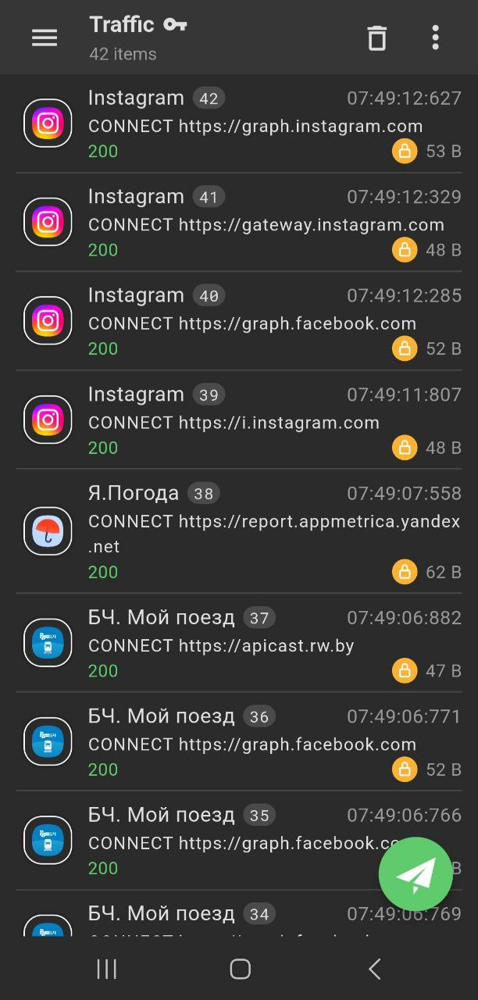 Traffic
42 items
Instagram 42 07:49:12:627
CONNECT https://graph.instagram.com
200 53 B
Instagram 41 07:49:12:329
CONNECT https://gateway.instagram.com
200 48 B
Instagram 40 07:49:12:285
CONNECT https://graph.facebook.com
200 52 B
Instagram 39 07:49:11:807
CONNECT https://i.instagram.com
200 48 B
Я.Погода 38 07:49:07:558
CONNECT https://report.appmetrica.yandex
.net
200 62 B
БЧ. Мой поезд 37 07:49:06:882
CONNECT https://apicast.rw.by
200 47 B
БЧ. Мой поезд 36 07:49:06:771
CONNECT https://graph.facebook.com
200 52 B
БЧ. Мой поезд 35 07:49:06:766
CONNECT https://graph.facebook.co
200 B
БЧ. Мой поезд 34 07:49:06:769